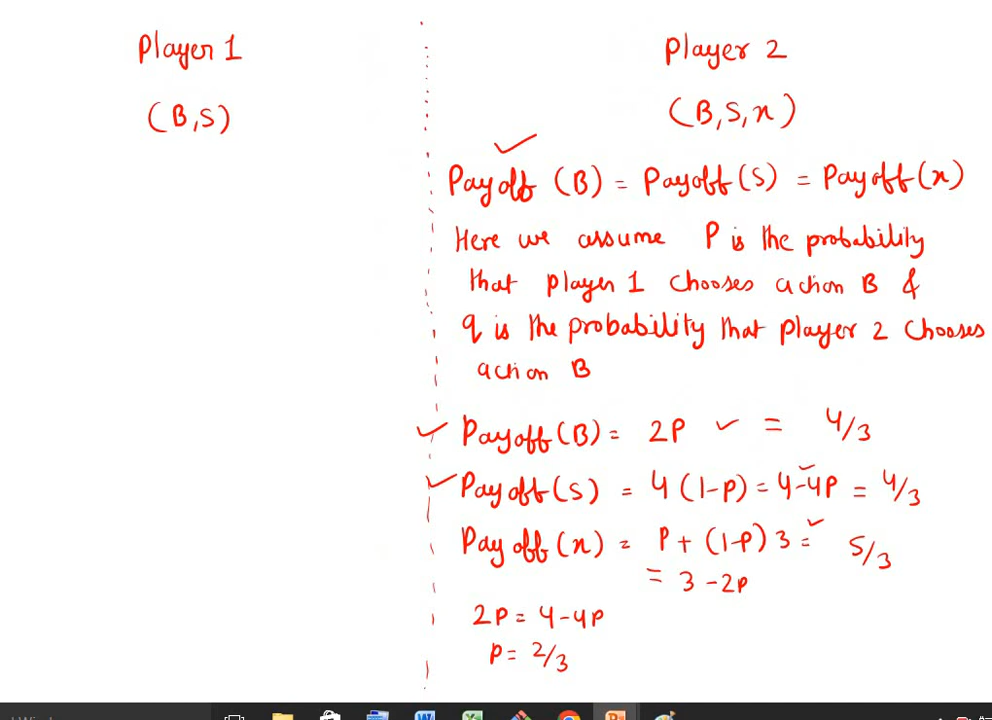 Player 1
(B,S)
Player 2
(B,S,x)
Payoff (B) = Payoff(S) = Payoff(x)
Here we assume P is the probability
that player 1 chooses action B &
q is the probability that player 2 chooses
action B
Payoff(B) = 2P = 4/3
Payoff(S) = 4(1-P) = 4-4P = 4/3
Payoff(x) = P + (1-P)3 = 5/3
= 3-2P
2P = 4-4P
P = 2/3